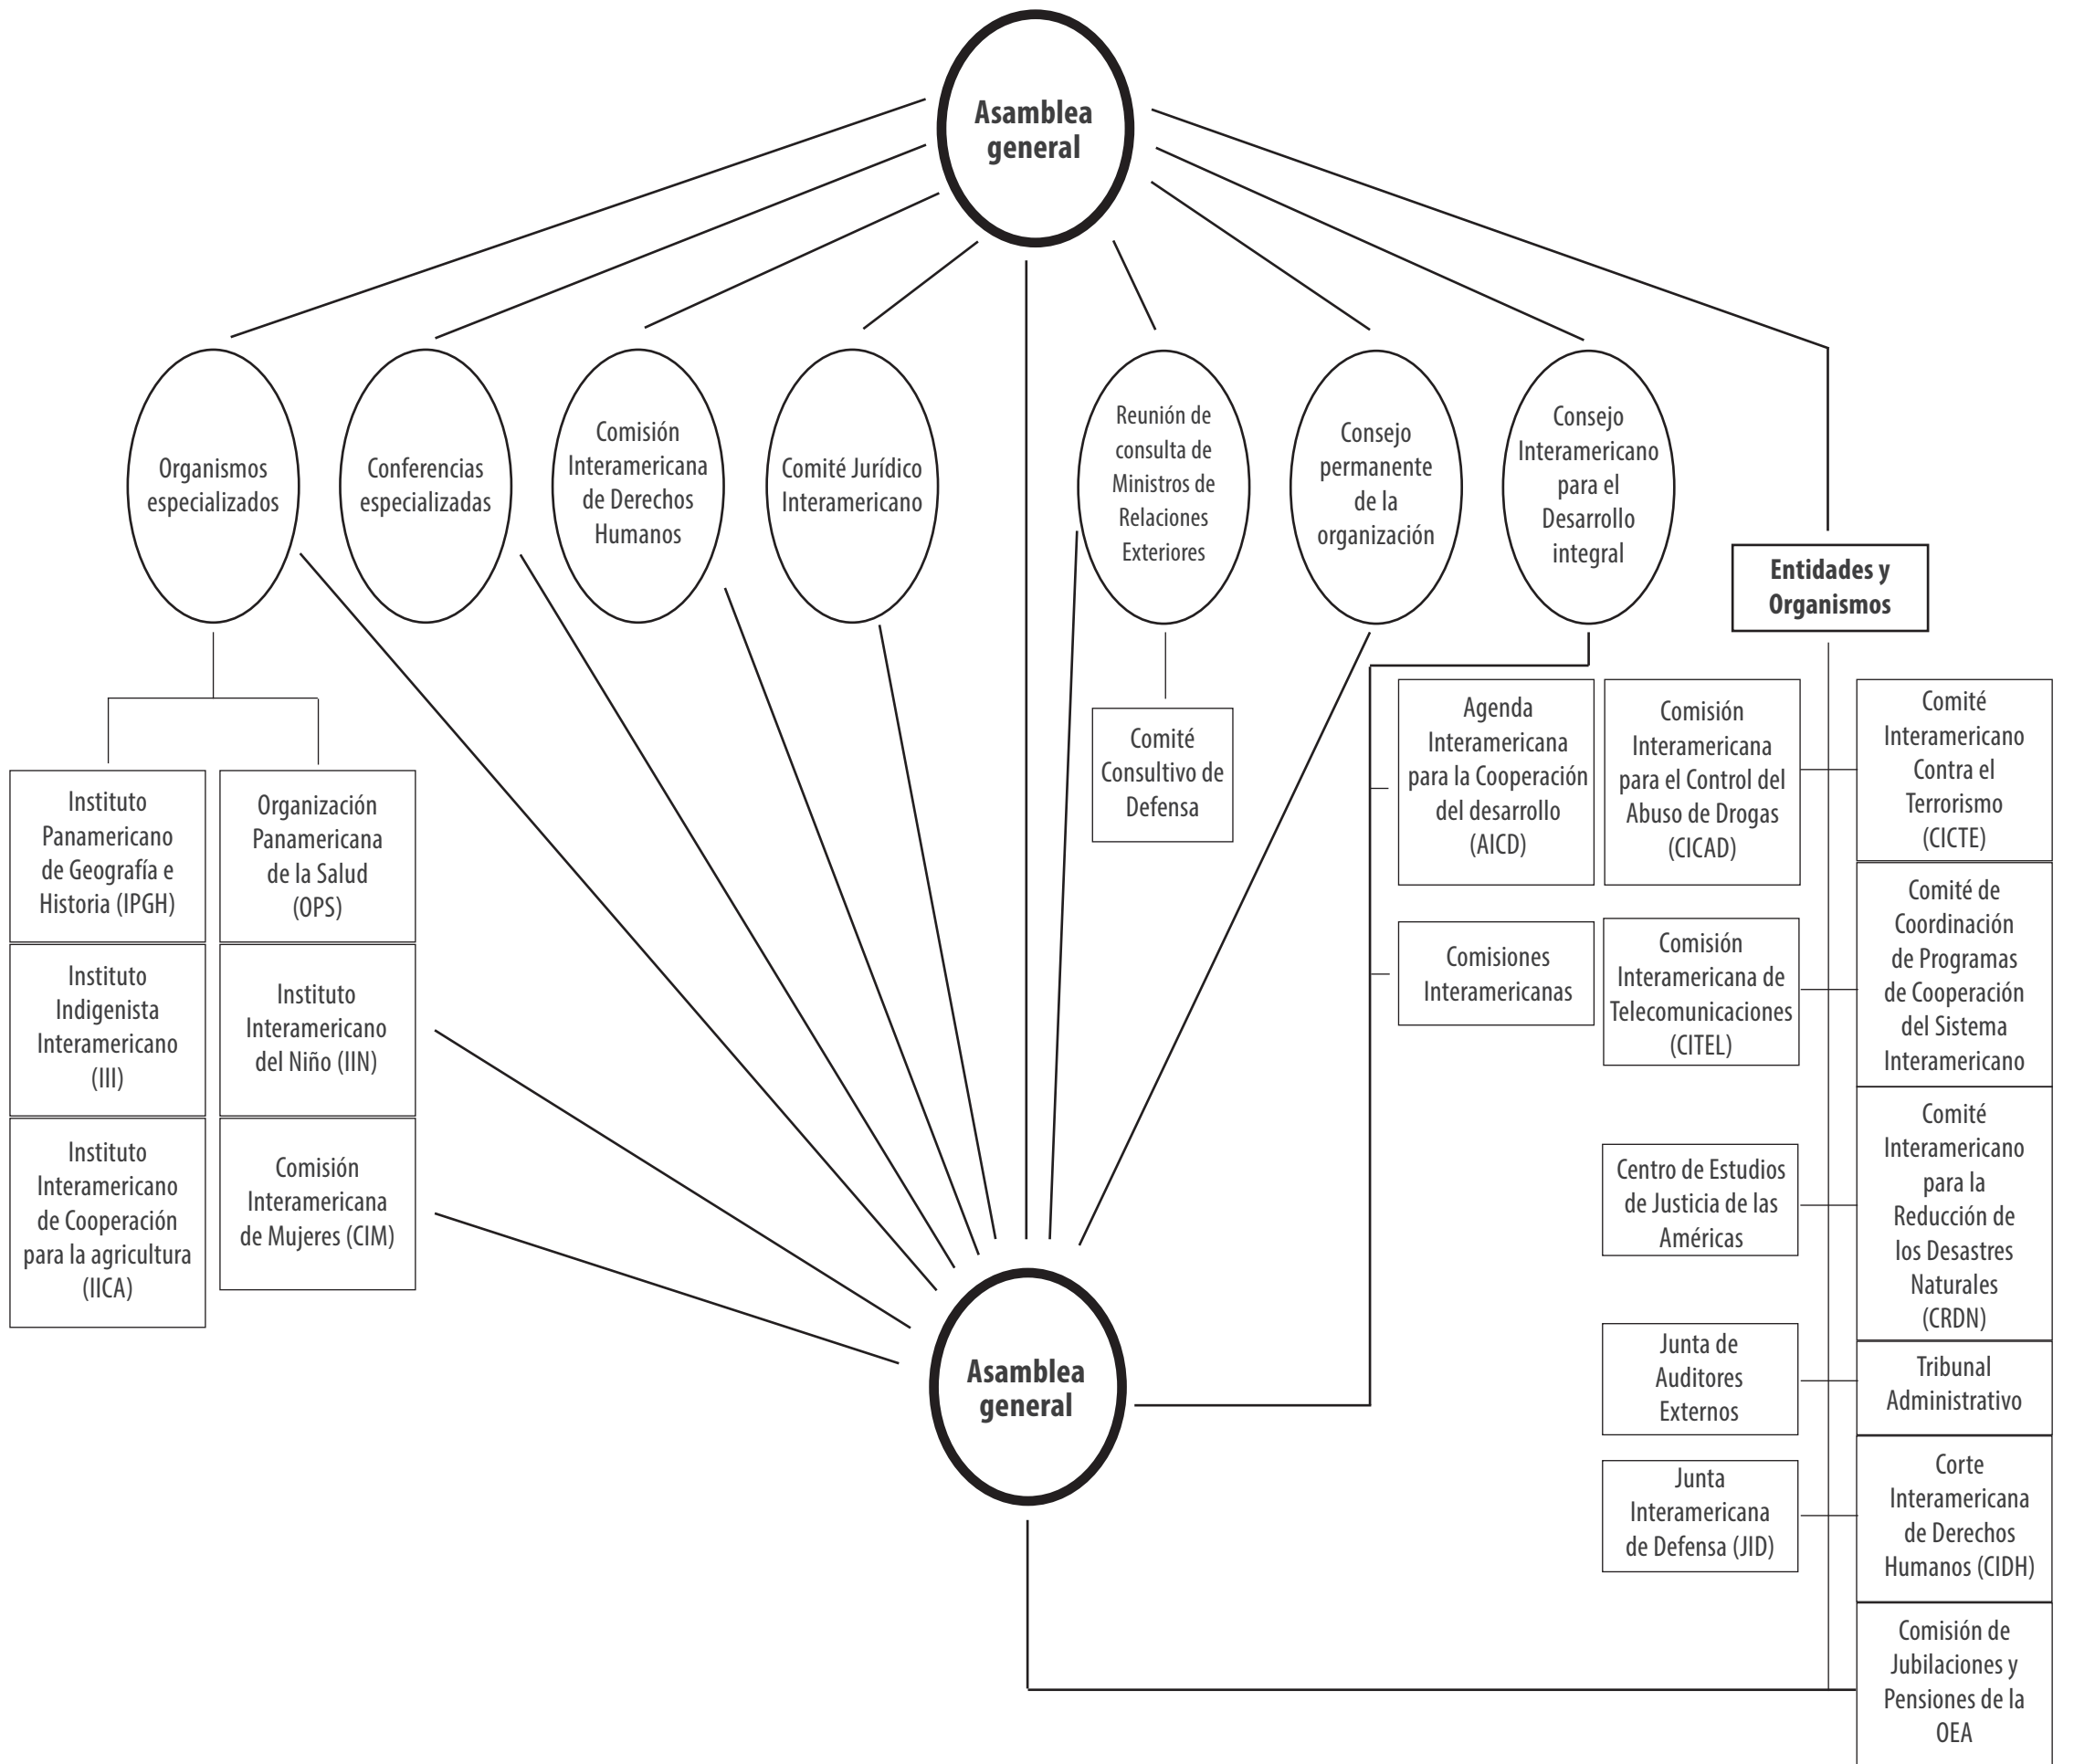 Asamblea
general
Organismos
especializados
Conferencias
especializadas
Comisión
Interamericana
de Derechos
Humanos
Comité Jurídico
Interamericano
Reunión de
consulta de
Ministros de
Relaciones
Exteriores
Consejo
permanente
de la
organización
Consejo
Interamericano
para el
Desarrollo
integral
Entidades y
Organismos
Instituto
Panamericano
de Geografía e
Historia (IPGH)
Organización
Panamericana
de la Salud
(OPS)
Instituto
Indigenista
Interamericano
(III)
Instituto
Interamericano
del Niño (IIN)
Instituto
Interamericano
de Cooperación
para la agricultura
(IICA)
Comisión
Interamericana
de Mujeres (CIM)
Comité
Consultivo de
Defensa
Agenda
Interamericana
para la Cooperación
del desarrollo
(AICD)
Comisiones
Interamericanas
Comisión
Interamericana
para el Control del
Abuso de Drogas
(CICAD)
Comisión
Interamericana de
Telecomunicaciones
(CITEL)
Centro de Estudios
de Justicia de las
Américas
Junta de
Auditores
Externos
Junta
Interamericana
de Defensa (JID)
Comité
Interamericano
Contra el
Terrorismo
(CICTE)
Comité de
Coordinación
de Programas
de Cooperación
del Sistema
Interamericano
Comité
Interamericano
para la
Reducción de
los Desastres
Naturales
(CRDN)
Tribunal
Administrativo
Corte
Interamericana
de Derechos
Humanos (CIDH)
Comisión de
Jubilaciones y
Pensiones de la
OEA
Asamblea
general